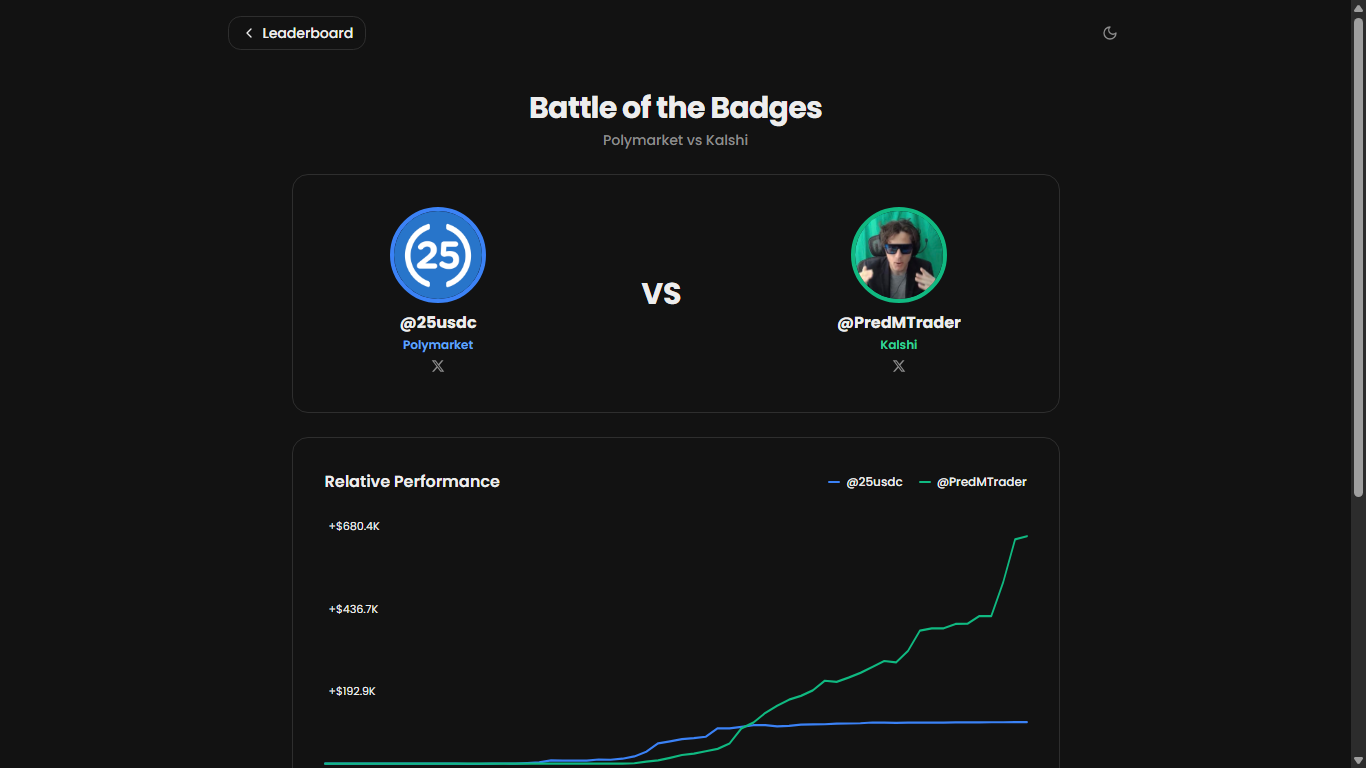 Leaderboard
Battle of the Badges
Polymarket vs Kalshi
25
VS
@25usdc
@PredMTrader
Polymarket
Kalshi
Relative Performance
@25usdc
@PredMTrader
+$680.4K
+$436.7K
+$192.9K